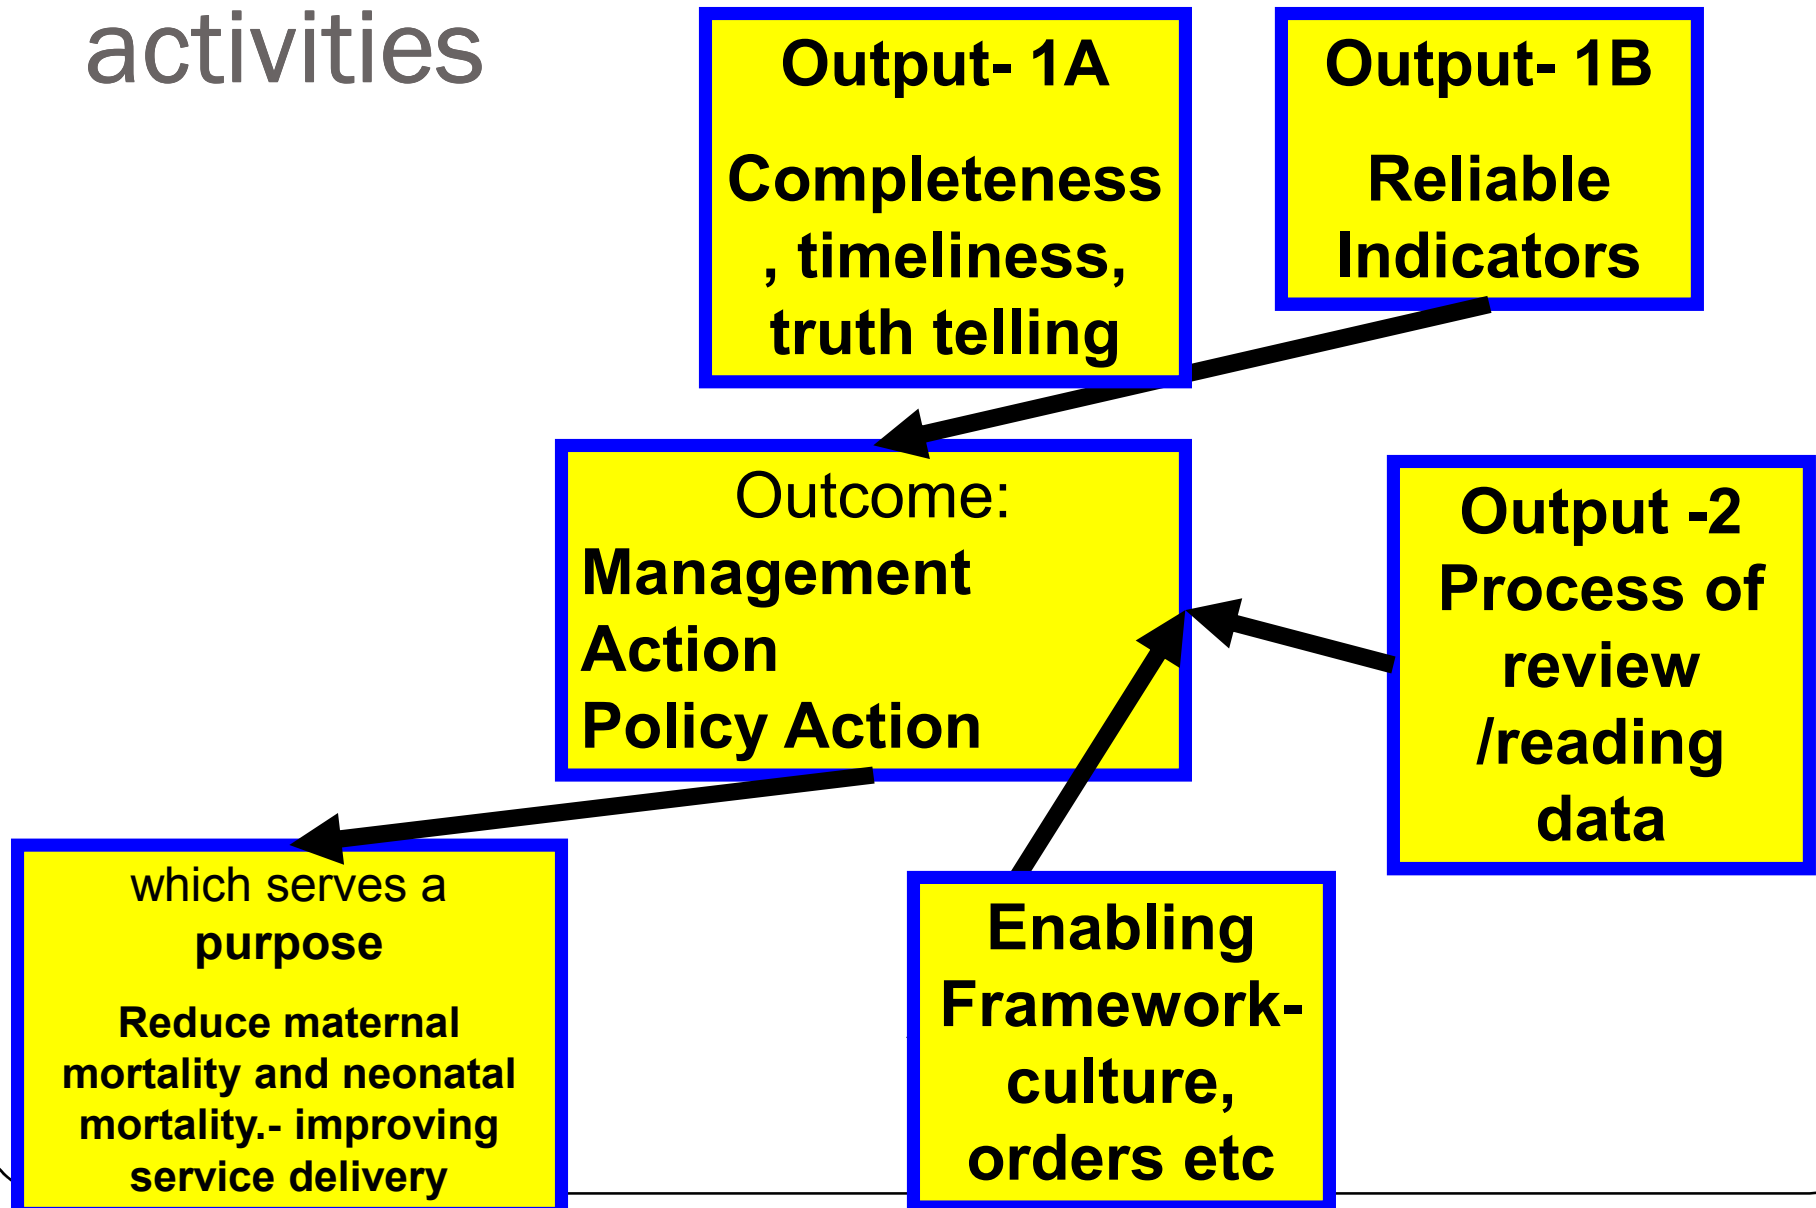 activities
Output- 1A
Completeness
, timeliness,
truth telling
Output- 1B
Reliable
Indicators
Outcome:
Management
Action
Policy Action
Output -2
Process of
review
/reading
data
which serves a
purpose
Reduce maternal
mortality and neonatal
mortality.- improving
service delivery
Enabling
Framework-
culture,
orders etc